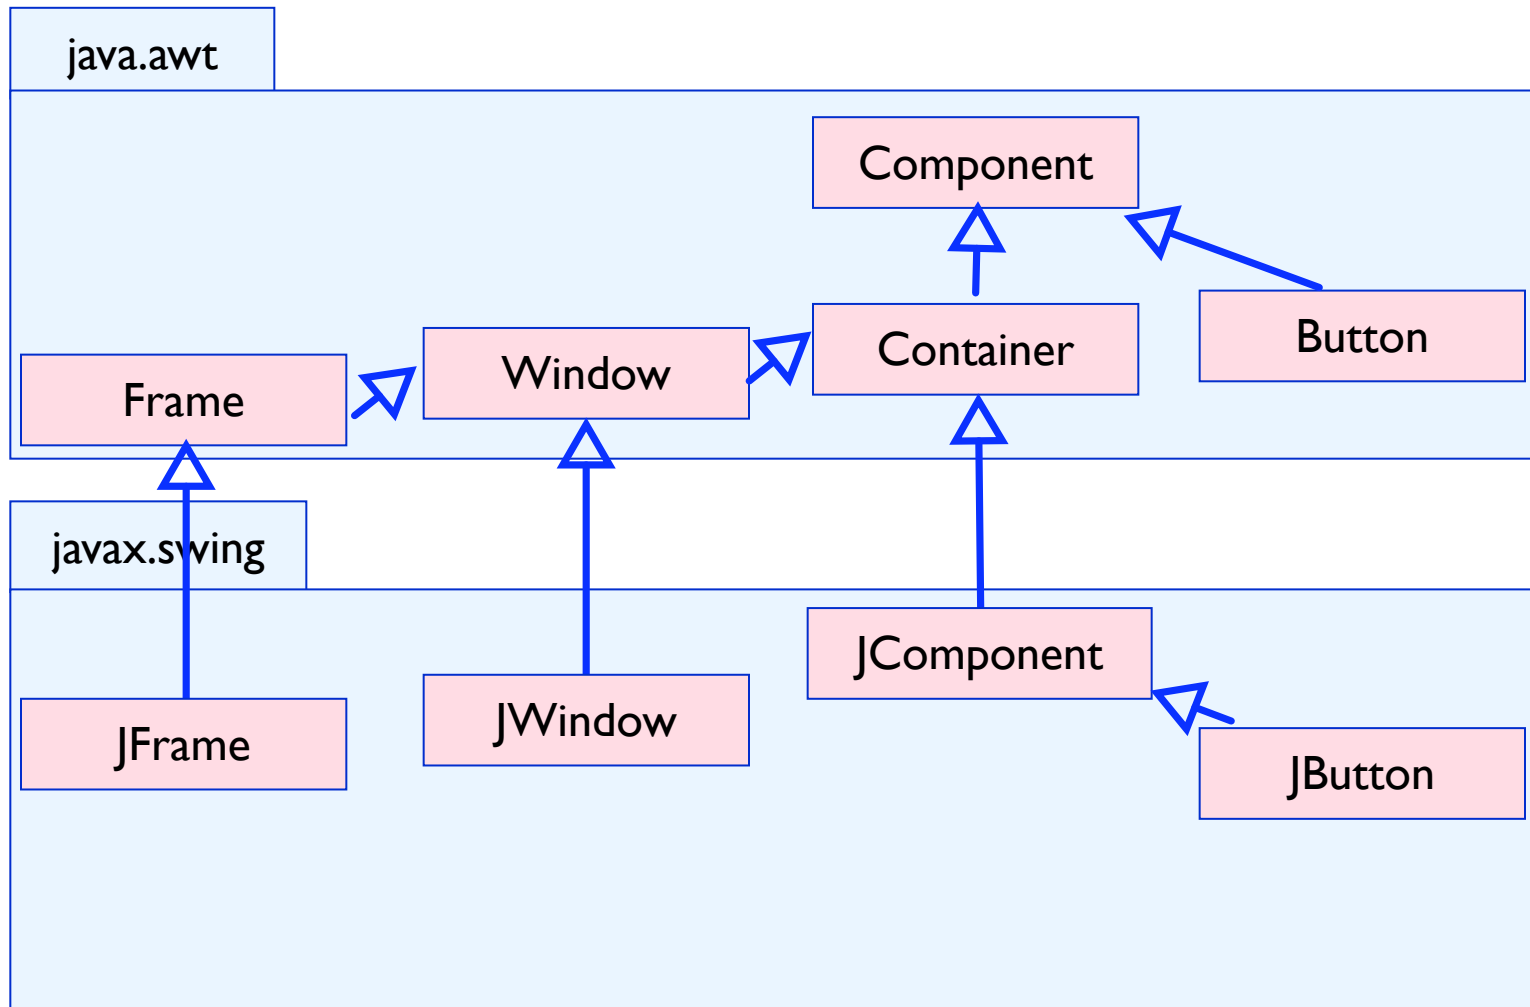 java.awt
Component
Button
Container
Window
Frame
javax.swing
JComponent
JWindow
JFrame
JButton